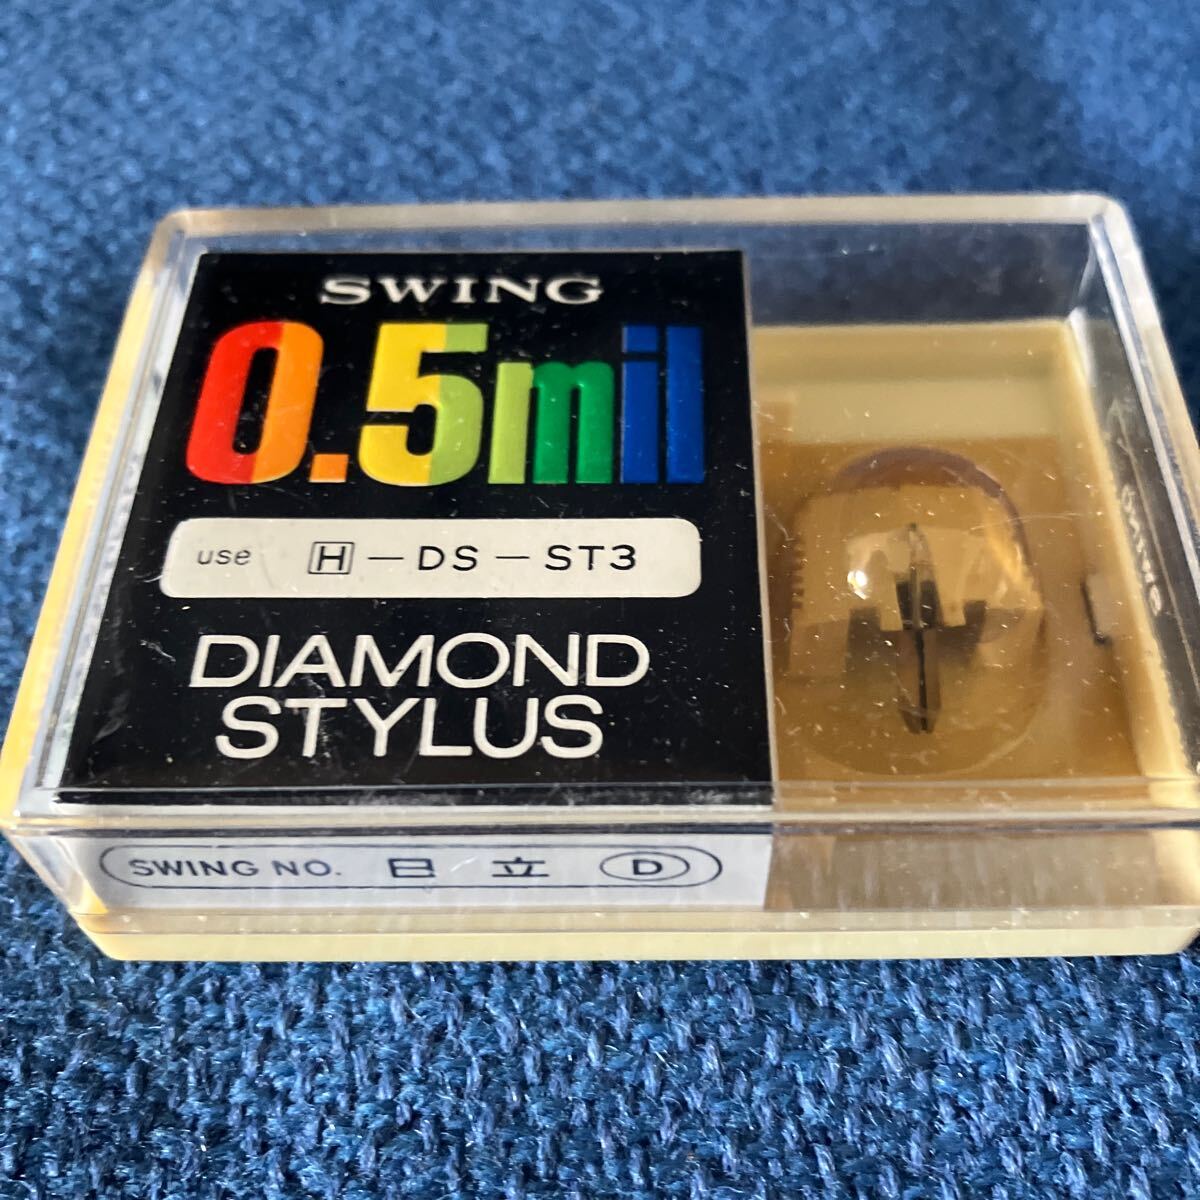 SWING
0.5mil
use H-DS-ST3
DIAMOND
STYLUS
SWING NO. 日立 D